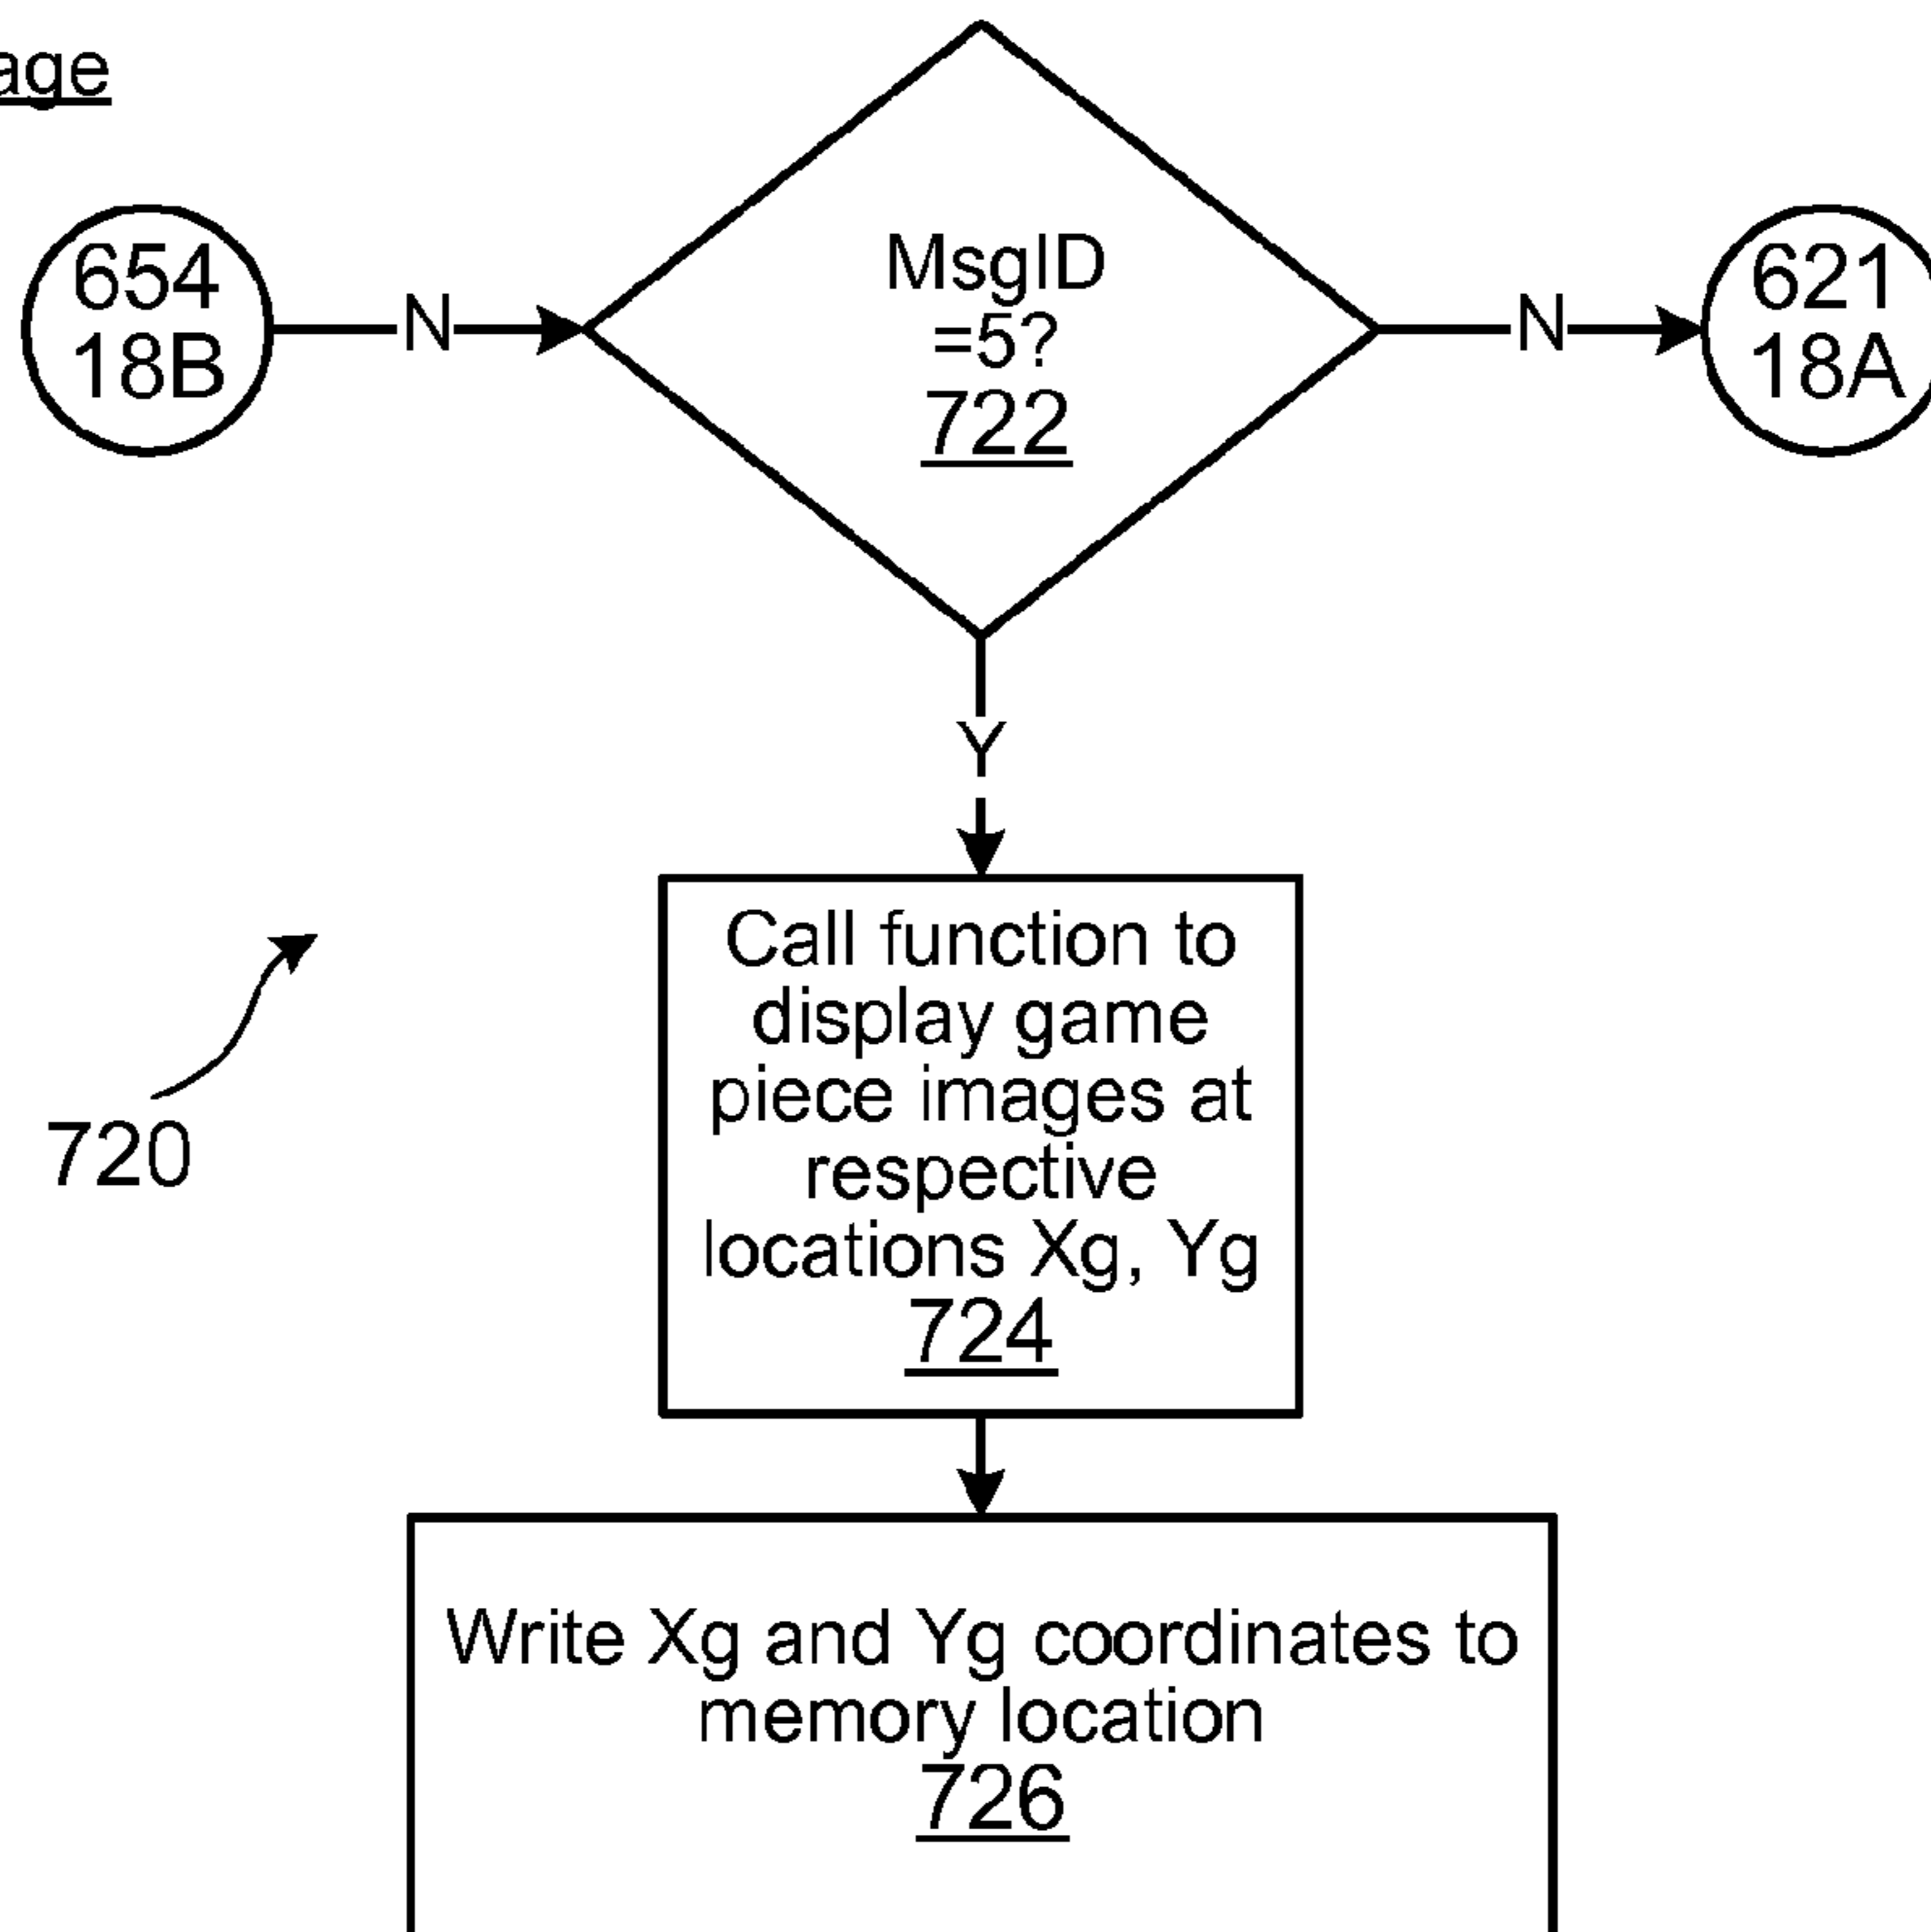 654
18B
N
MsgID
=5?
722
N
621
18A
Y
Call function to
display game
piece images at
respective
locations Xg, Yg
724
720
Write Xg and Yg coordinates to
memory location
726